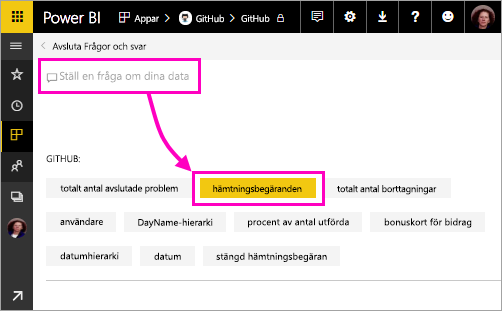 Power BI Appar > GitHub > GitHub
< Avsluta Frågor och svar
Ställ en fråga om dina data
GITHUB:
totalt antal avslutade problem hämtningsbegäranden totalt antal borttagningar
användare DayName-hierarki procent av antal utförda bonuskort för bidrag
datumhierarki datum stängd hämtningsbegäran